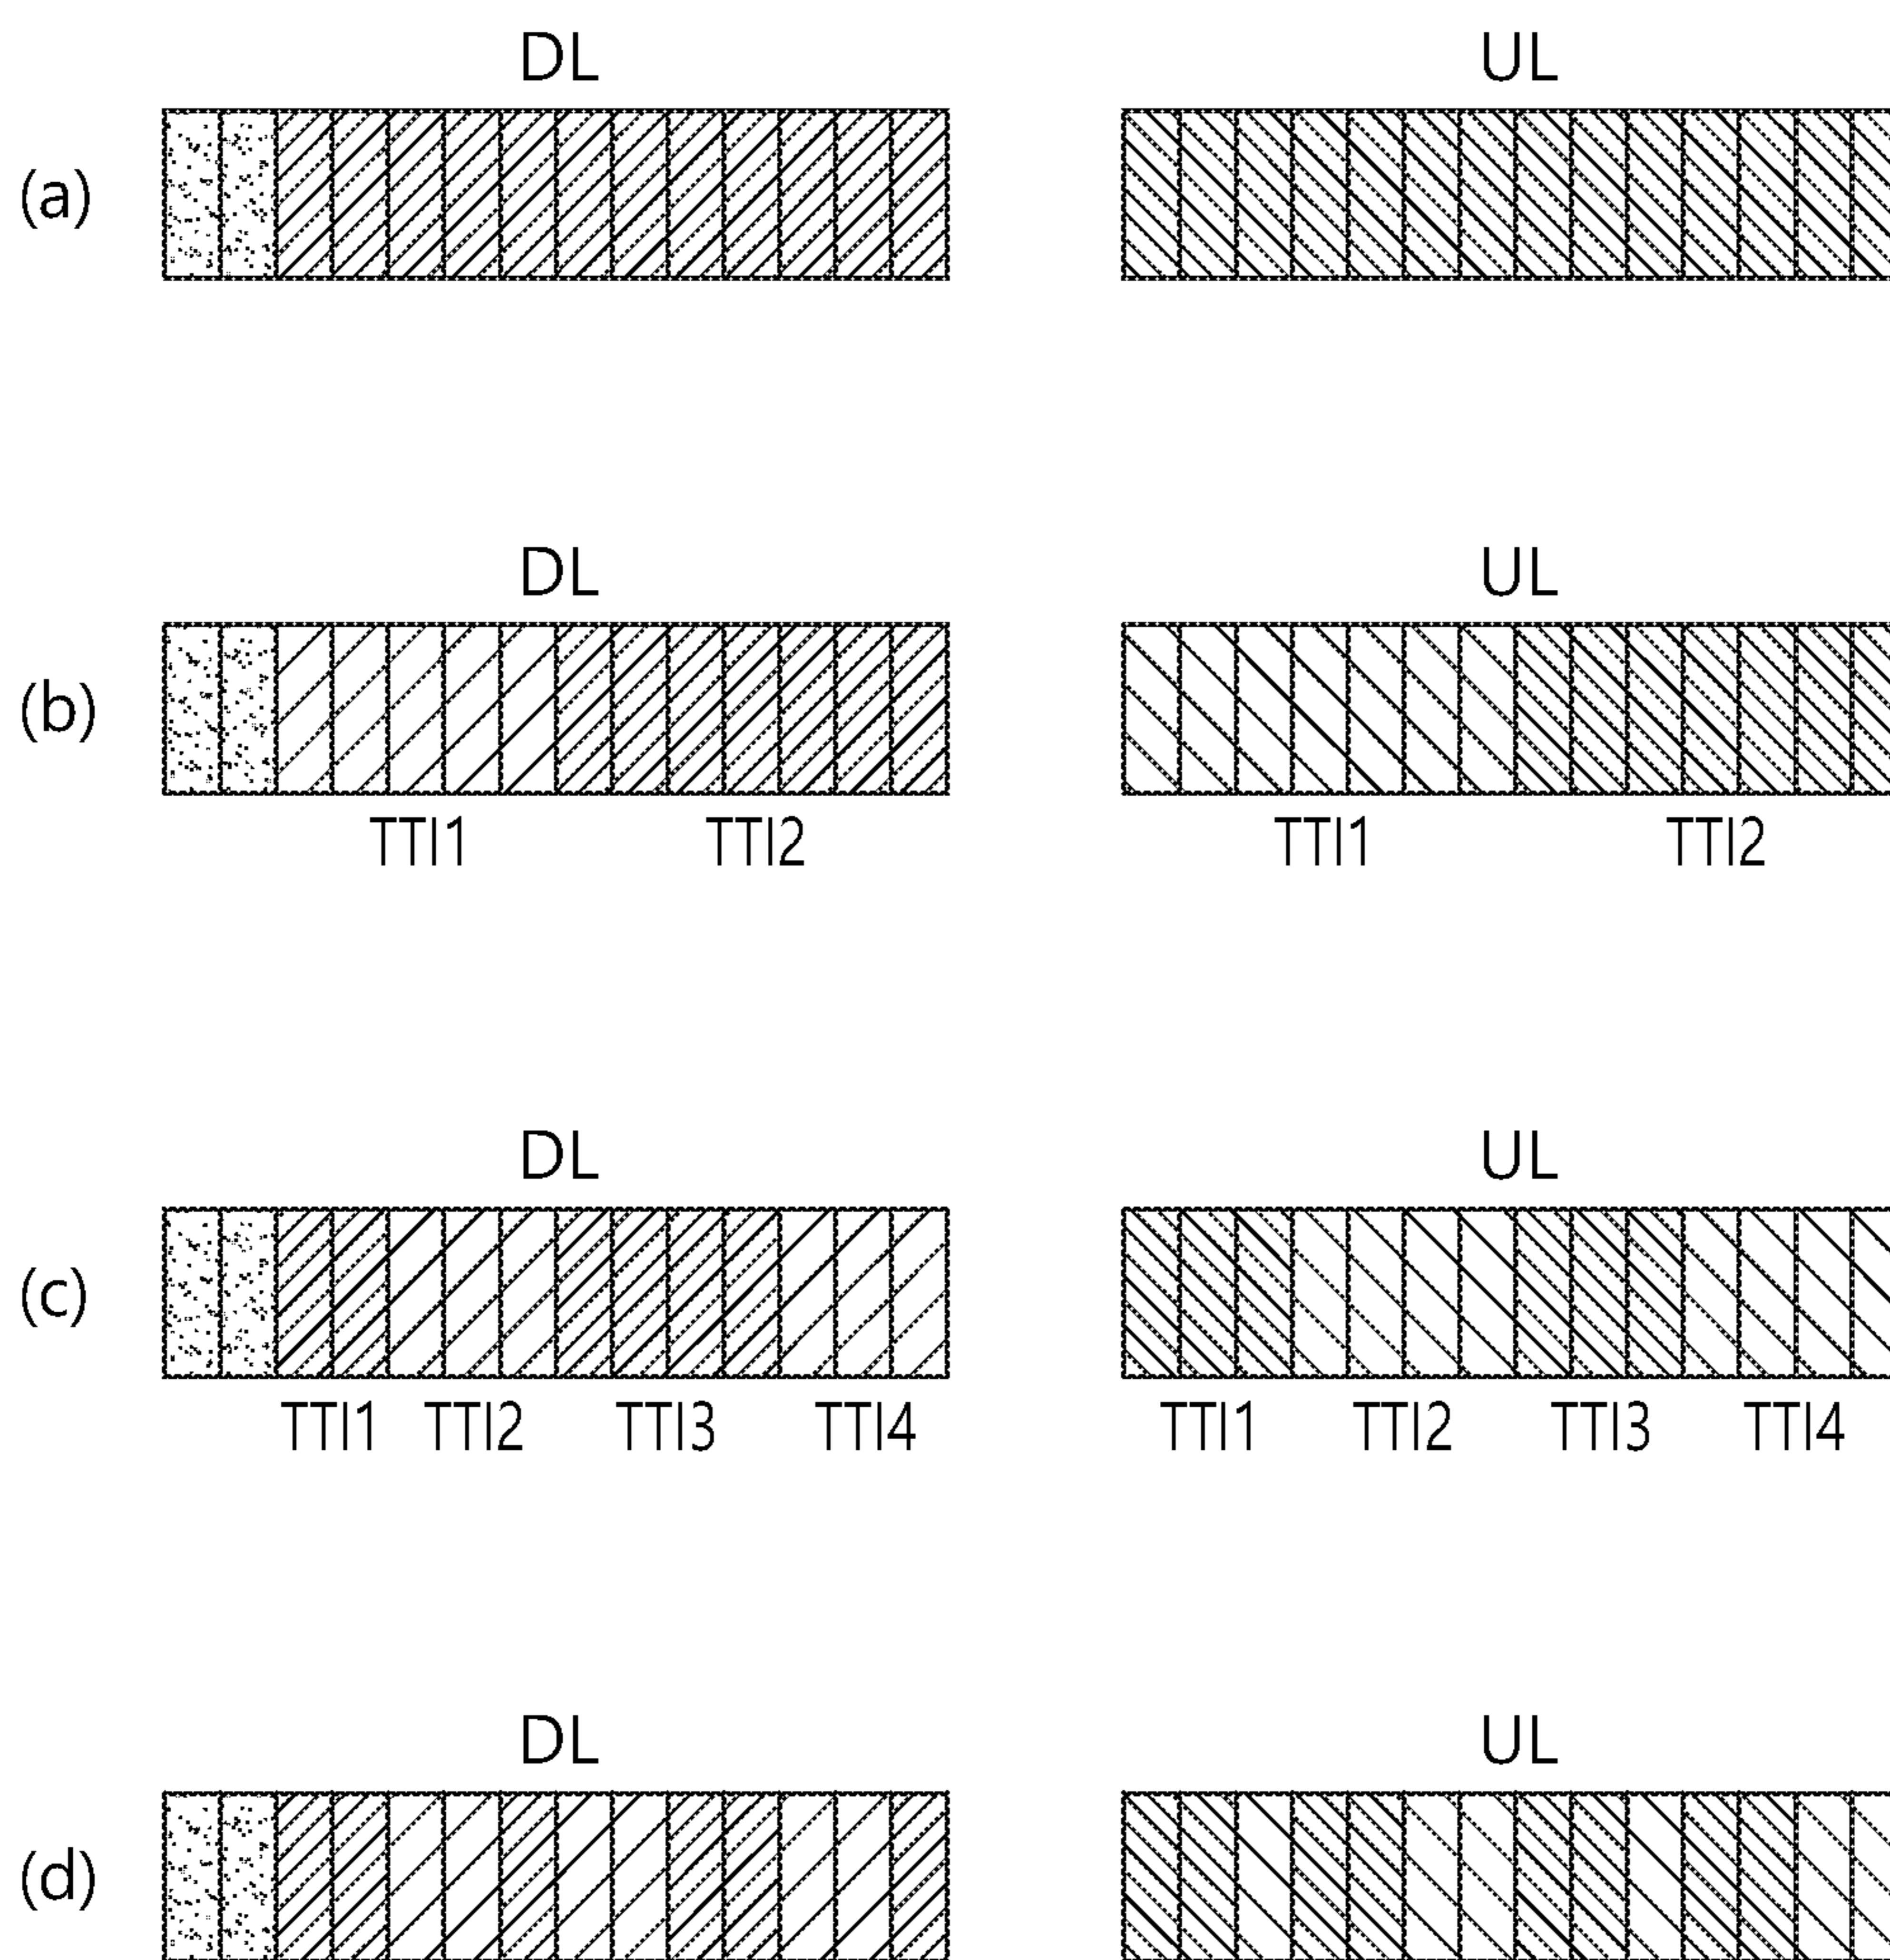 DL UL
(a)
DL UL
(b)
TTI1 TTI2 TTI1 TTI2
DL UL
(c)
TTI1 TTI2 TTI3 TTI4 TTI1 TTI2 TTI3 TTI4
DL UL
(d)